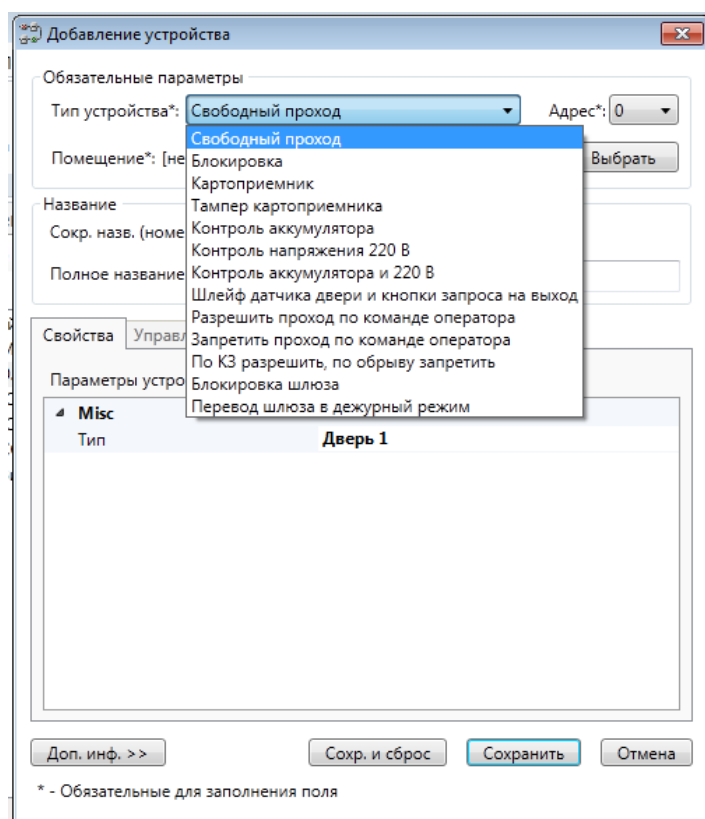 Добавление устройства
Обязательные параметры
Тип устройства*: Свободный проход Адрес*: 0
Свободный проход
Помещение*: [не Блокировка Выбрать
Картоприемник
Название Тампер картоприемника
Сокр. назв. (номе Контроль аккумулятора
Контроль напряжения 220 В
Полное название Контроль аккумулятора и 220 В
Шлейф датчика двери и кнопки запроса на выход
Разрешить проход по команде оператора
Свойства Управл Запретить проход по команде оператора
По КЗ разрешить, по обрыву запретить
Параметры устро Блокировка шлюза
Misc Перевод шлюза в дежурный режим
Тип Дверь 1
Доп. инф. >> Сохр. и сброс Сохранить Отмена
* - Обязательные для заполнения поля